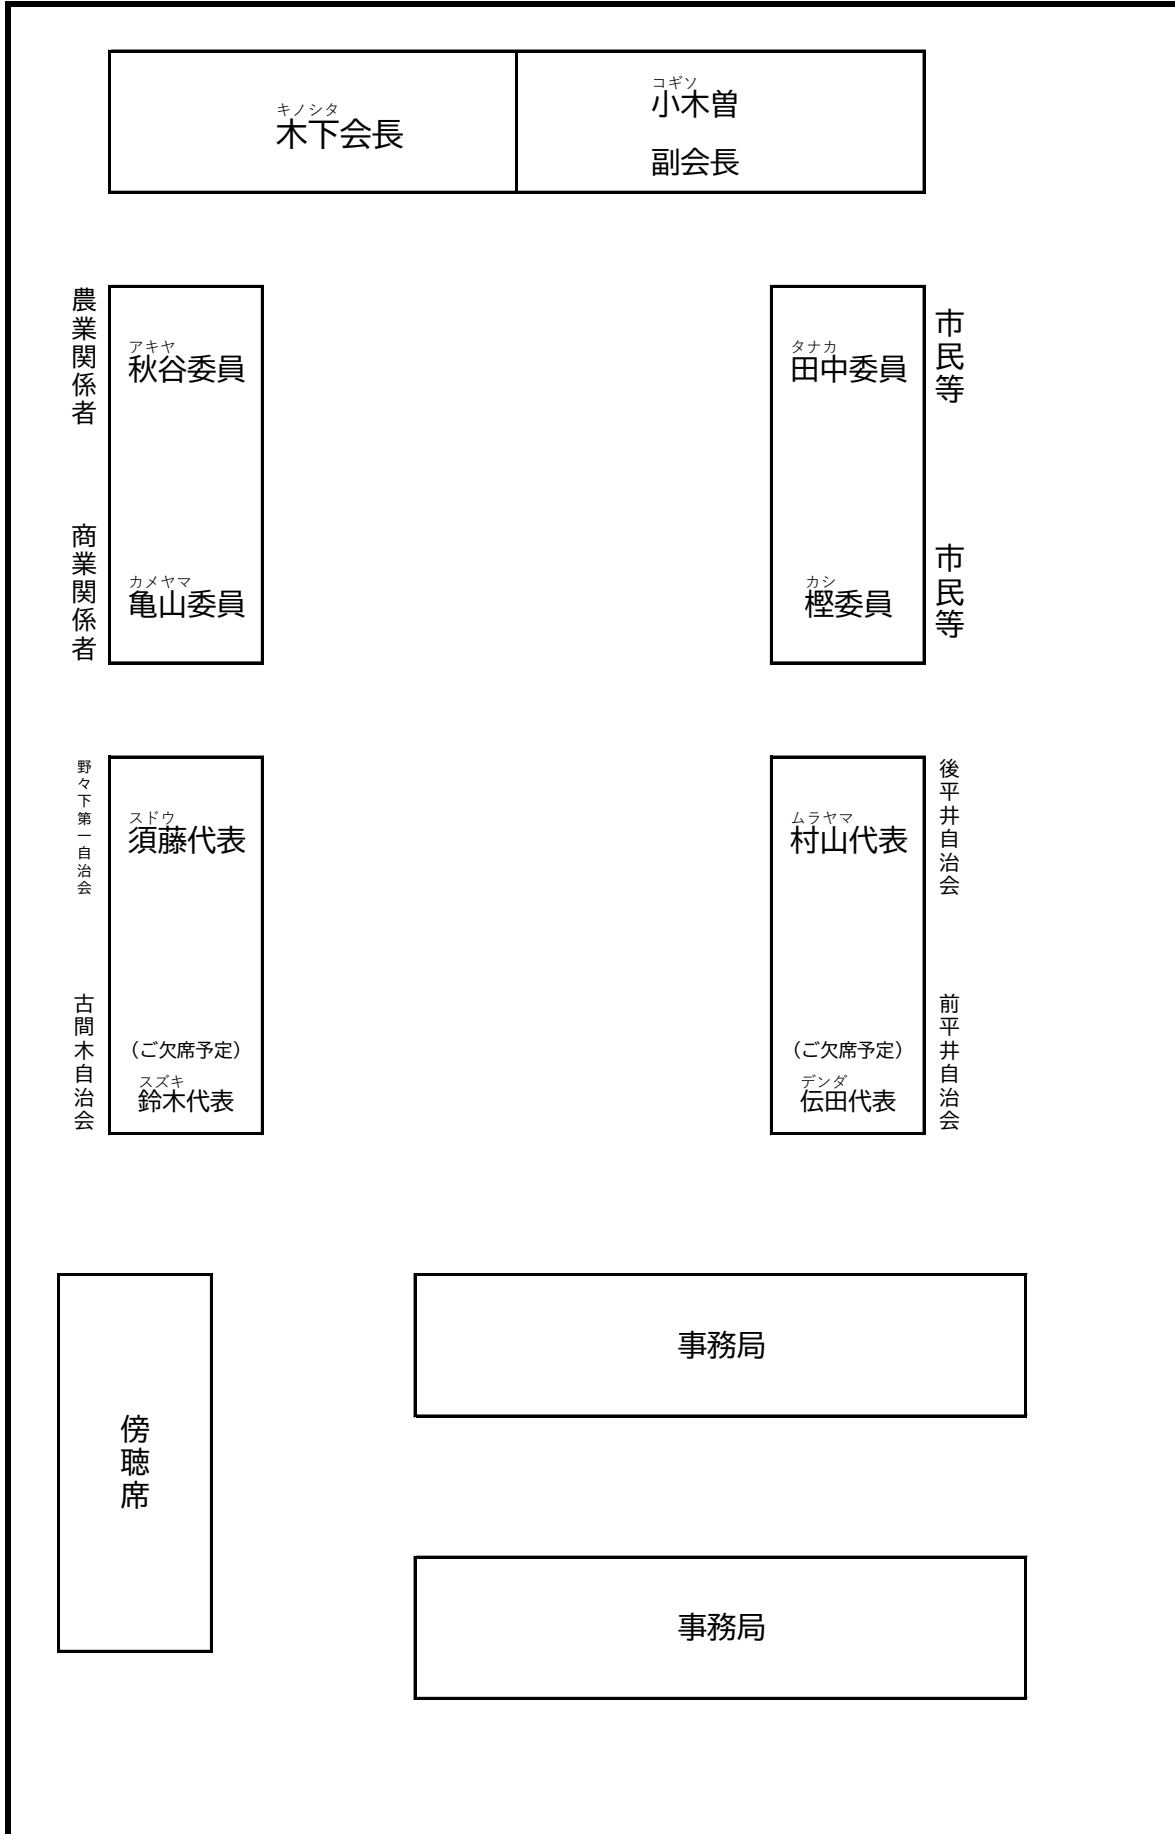 キノシタ
木下会長
コギソ
小木曽
副会長
農業関係者
アキヤ
秋谷委員
タナカ
田中委員
市民等
商業関係者
カメヤマ
亀山委員
カシ
樫委員
市民等
野々下第一自治会
スドウ
須藤代表
ムラヤマ
村山代表
後平井自治会
古間木自治会
（ご欠席予定）
スズキ
鈴木代表
（ご欠席予定）
デンダ
伝田代表
前平井自治会
傍聴席
事務局
事務局